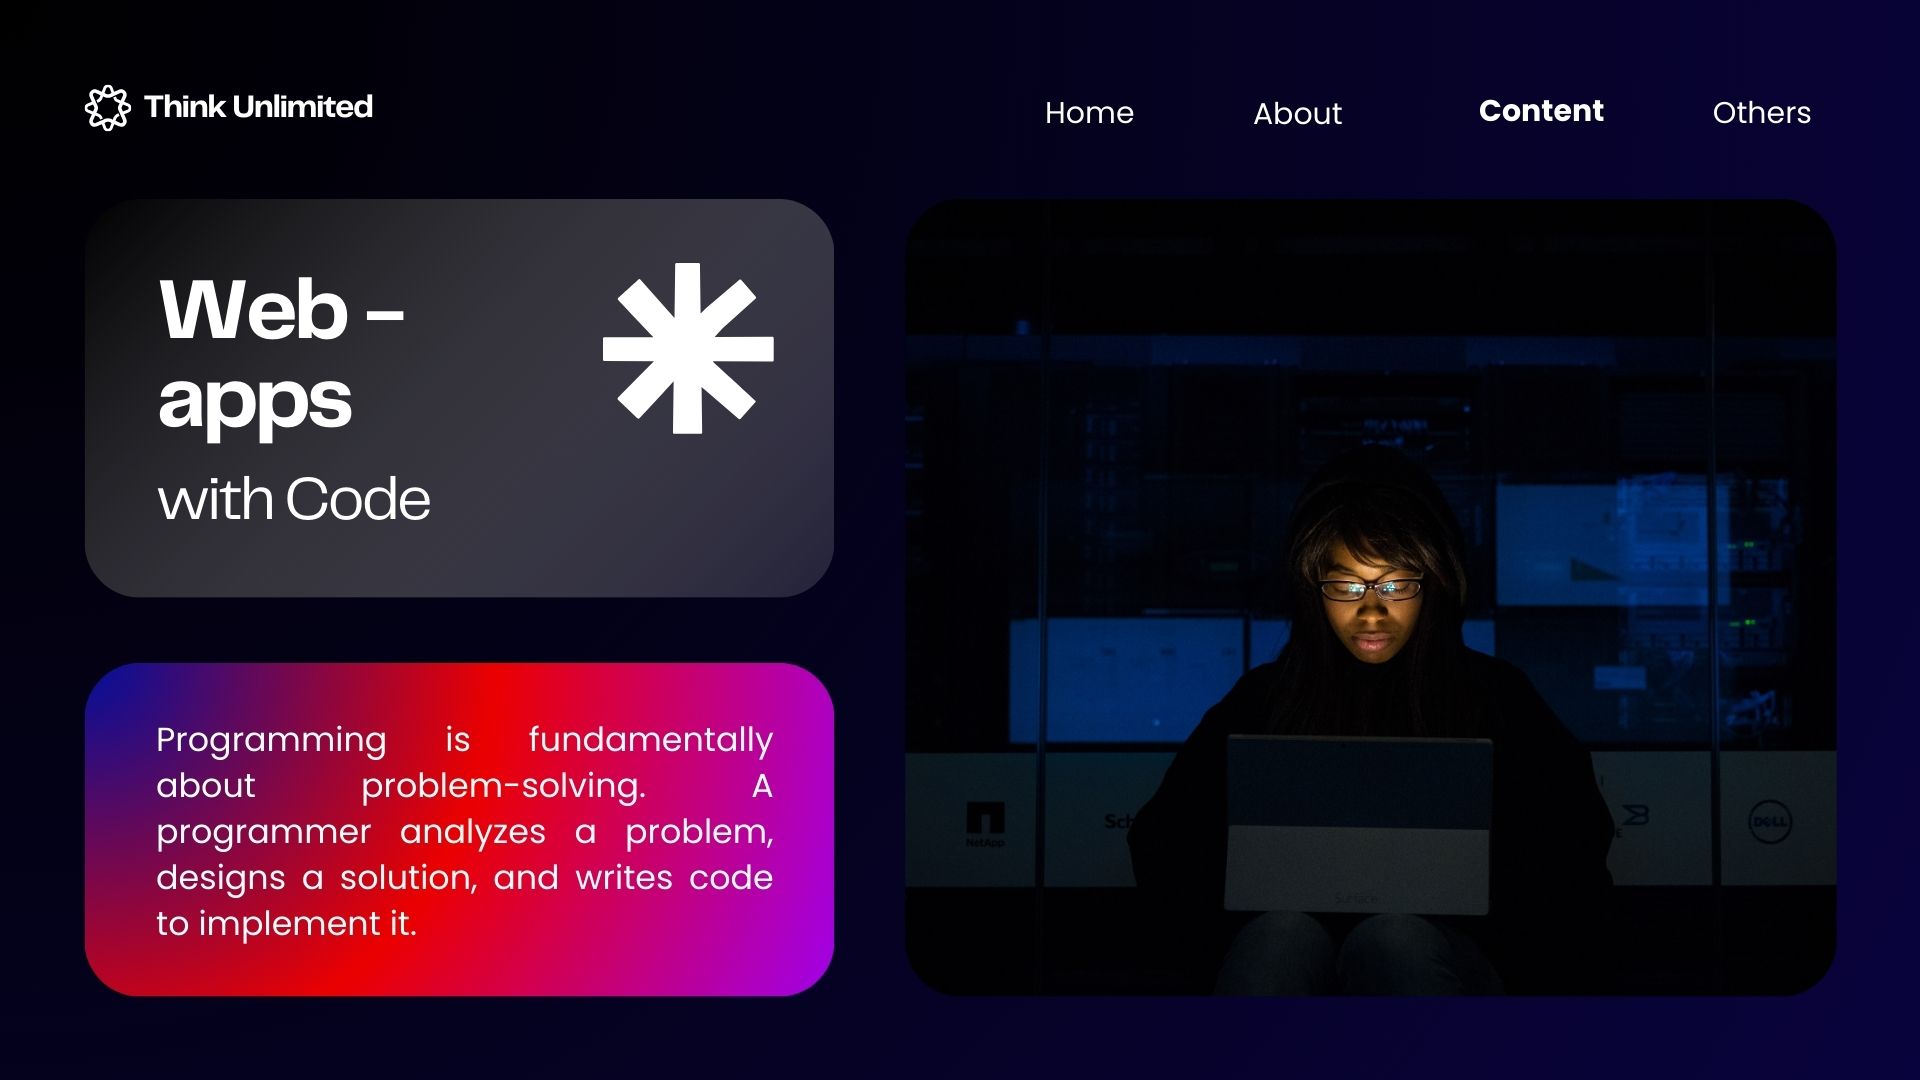 Think Unlimited
Home
About
Content
Others
Web -
apps
with Code
Programming is fundamentally
about problem-solving. A
programmer analyzes a problem,
designs a solution, and writes code
to implement it.
NetApp
DELL
Surface